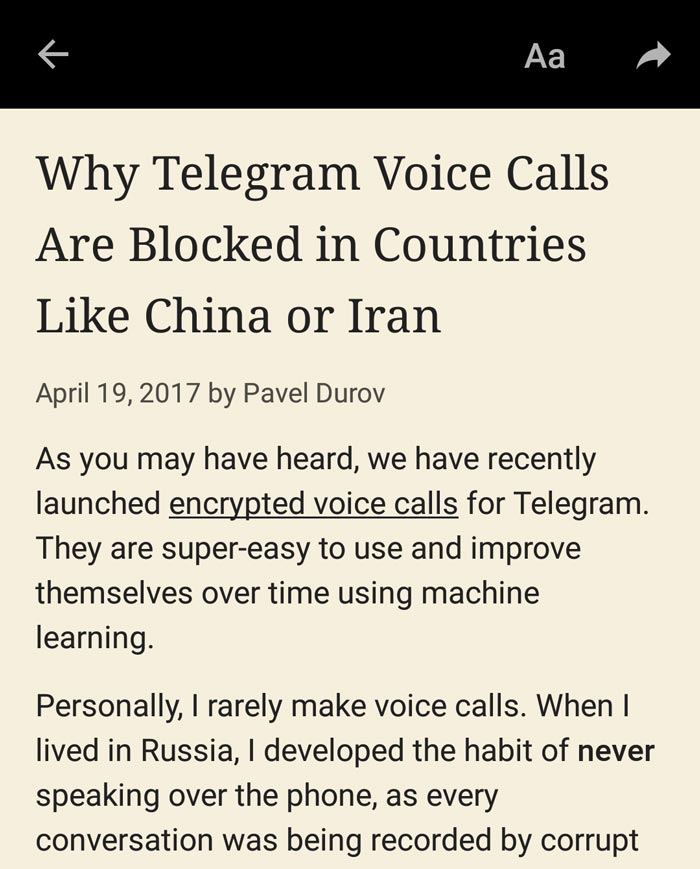 Aa
Why Telegram Voice Calls
Are Blocked in Countries
Like China or Iran
April 19, 2017 by Pavel Durov
As you may have heard, we have recently
launched encrypted voice calls for Telegram.
They are super-easy to use and improve
themselves over time using machine
learning.
Personally, I rarely make voice calls. When I
lived in Russia, I developed the habit of never
speaking over the phone, as every
conversation was being recorded by corrupt